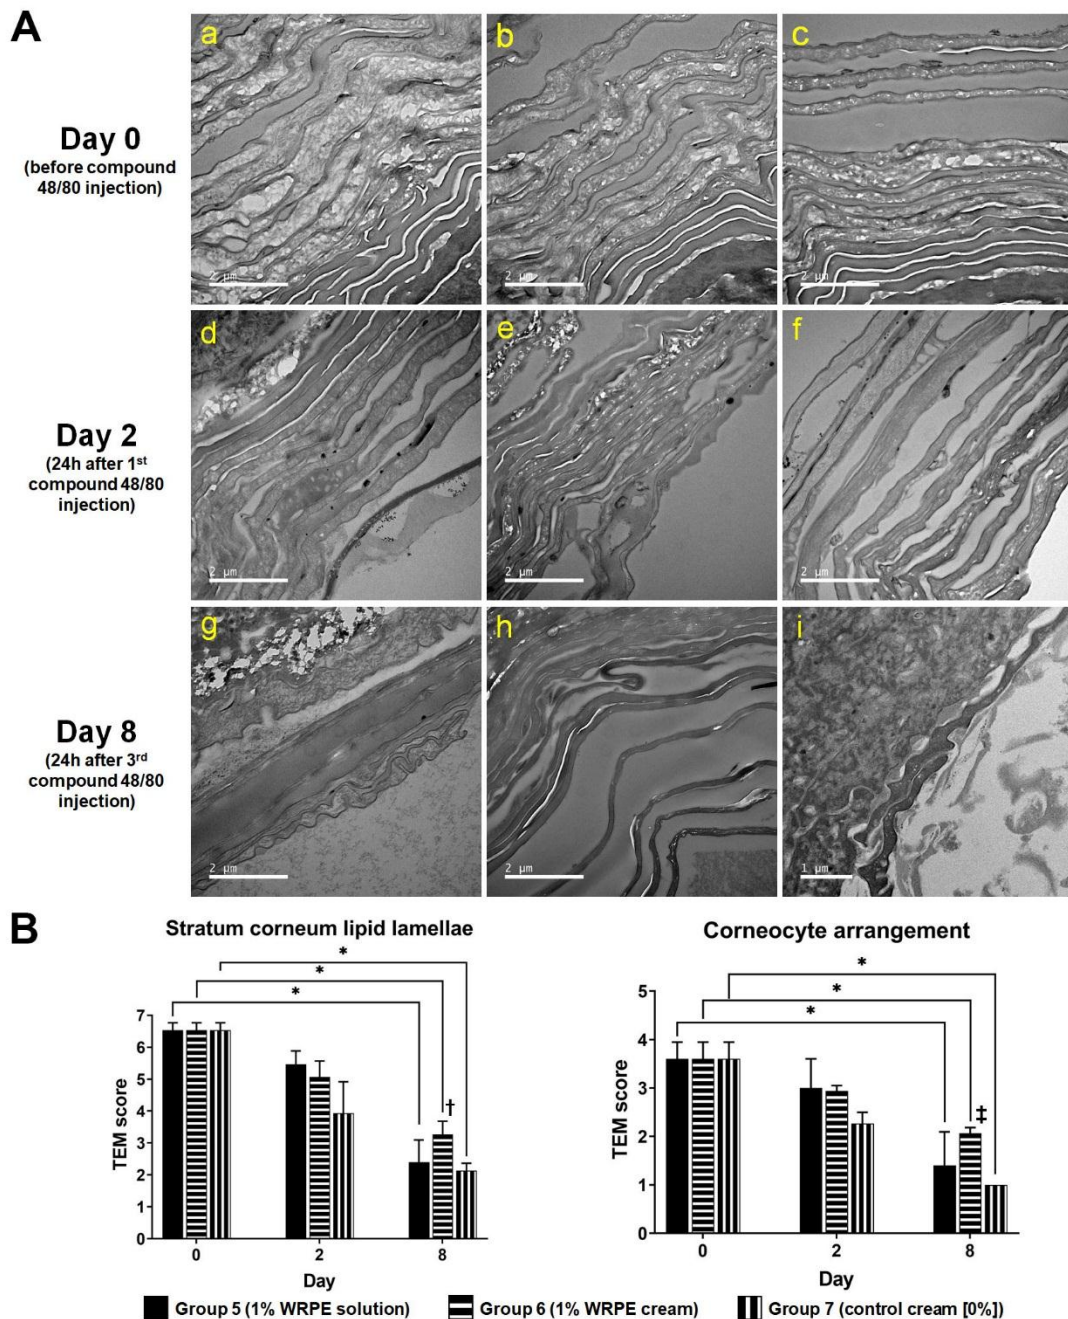 A
a
b
c
Day 0
(before compound
48/80 injection)
2 µm
2 µm
2 µm
d
e
f
Day 2
(24h after 1st
compound 48/80
injection)
2 µm
2 µm
2 µm
g
h
i
Day 8
(24h after 3rd
compound 48/80
injection)
2 µm
2 µm
1 µm
B
Stratum corneum lipid lamellae
*
*
*
†
TEM score
7
6
5
4
3
2
1
0
0 2 8
Day
Corneocyte arrangement
*
*
*
‡
TEM score
5
4
3
2
1
0
0 2 8
Day
Group 5 (1% WRPE solution) Group 6 (1% WRPE cream) Group 7 (control cream [0%])